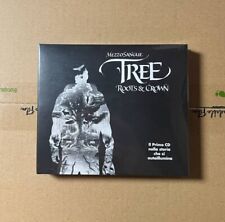 MEZZOSANGUE
TREE
ROOTS & CROWN
Il Primo CD
nella storia
che si
autoillumina